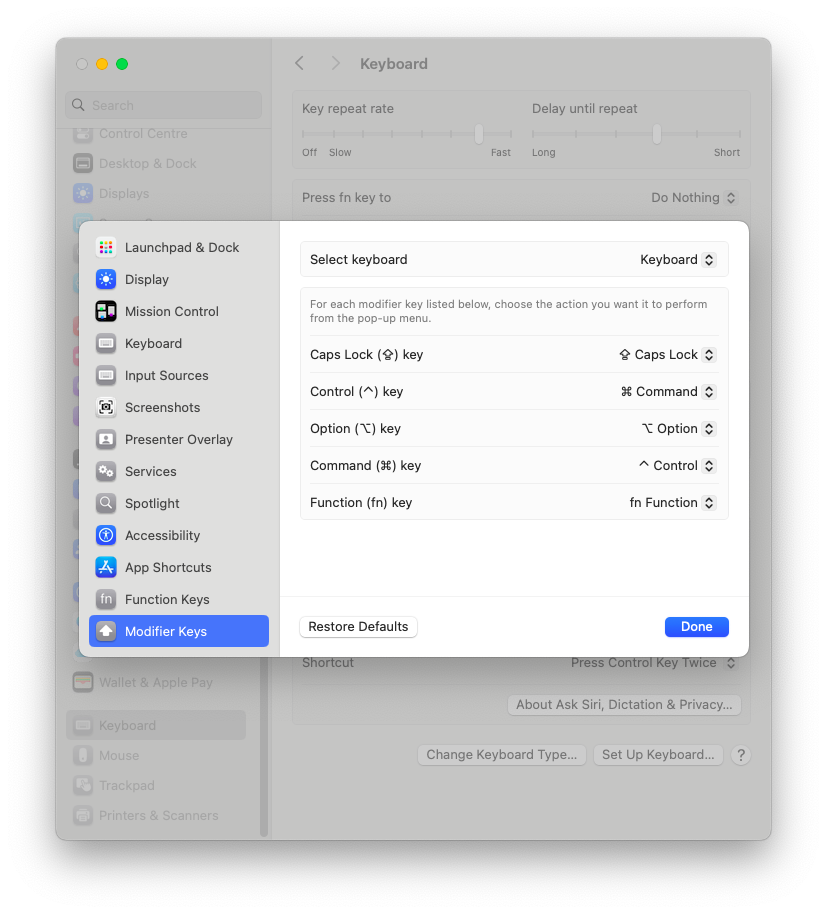 Keyboard
Search
Control Centre
Desktop & Dock
Displays
Key repeat rate
Delay until repeat
Off
Slow
Fast
Long
Short
Press fn key to
Do Nothing
Launchpad & Dock
Display
Mission Control
Keyboard
Input Sources
Screenshots
Presenter Overlay
Services
Spotlight
Accessibility
App Shortcuts
fn
Function Keys
Modifier Keys
Select keyboard
Keyboard
For each modifier key listed below, choose the action you want it to perform
from the pop-up menu.
Caps Lock (⇪) key
⇪ Caps Lock
Control (^) key
⌘ Command
Option (⌥) key
⌥ Option
Command (⌘) key
^ Control
Function (fn) key
fn Function
Restore Defaults
Done
Shortcut
Press Control Key Twice
About Ask Siri, Dictation & Privacy...
Change Keyboard Type...
Set Up Keyboard...
?
Wallet & Apple Pay
Keyboard
Mouse
Trackpad
Printers & Scanners